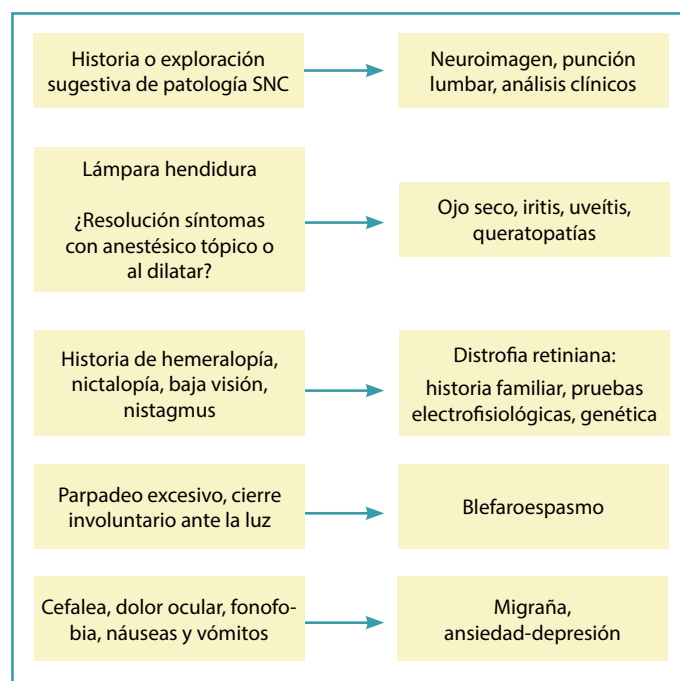 Historia o exploración
sugestiva de patología SNC
Neuroimagen, punción
lumbar, análisis clínicos
Lámpara hendidura
¿Resolución síntomas
con anestésico tópico o
al dilatar?
Ojo seco, iritis, uveítis,
queratopatías
Historia de hemeralopía,
nictalopía, baja visión,
nistagmus
Distrofia retiniana:
historia familiar, pruebas
electrofisiológicas, genética
Parpadeo excesivo, cierre
involuntario ante la luz
Blefaroespasmo
Cefalea, dolor ocular, fonofo-
bia, náuseas y vómitos
Migraña,
ansiedad-depresión